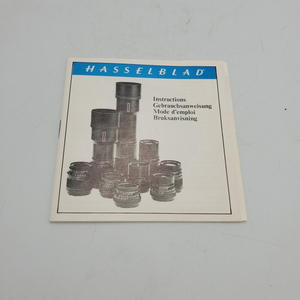 HASSELBLAD
Instructions
Gebrauchsanweisung
Mode d'emploi
Bruksanvisning